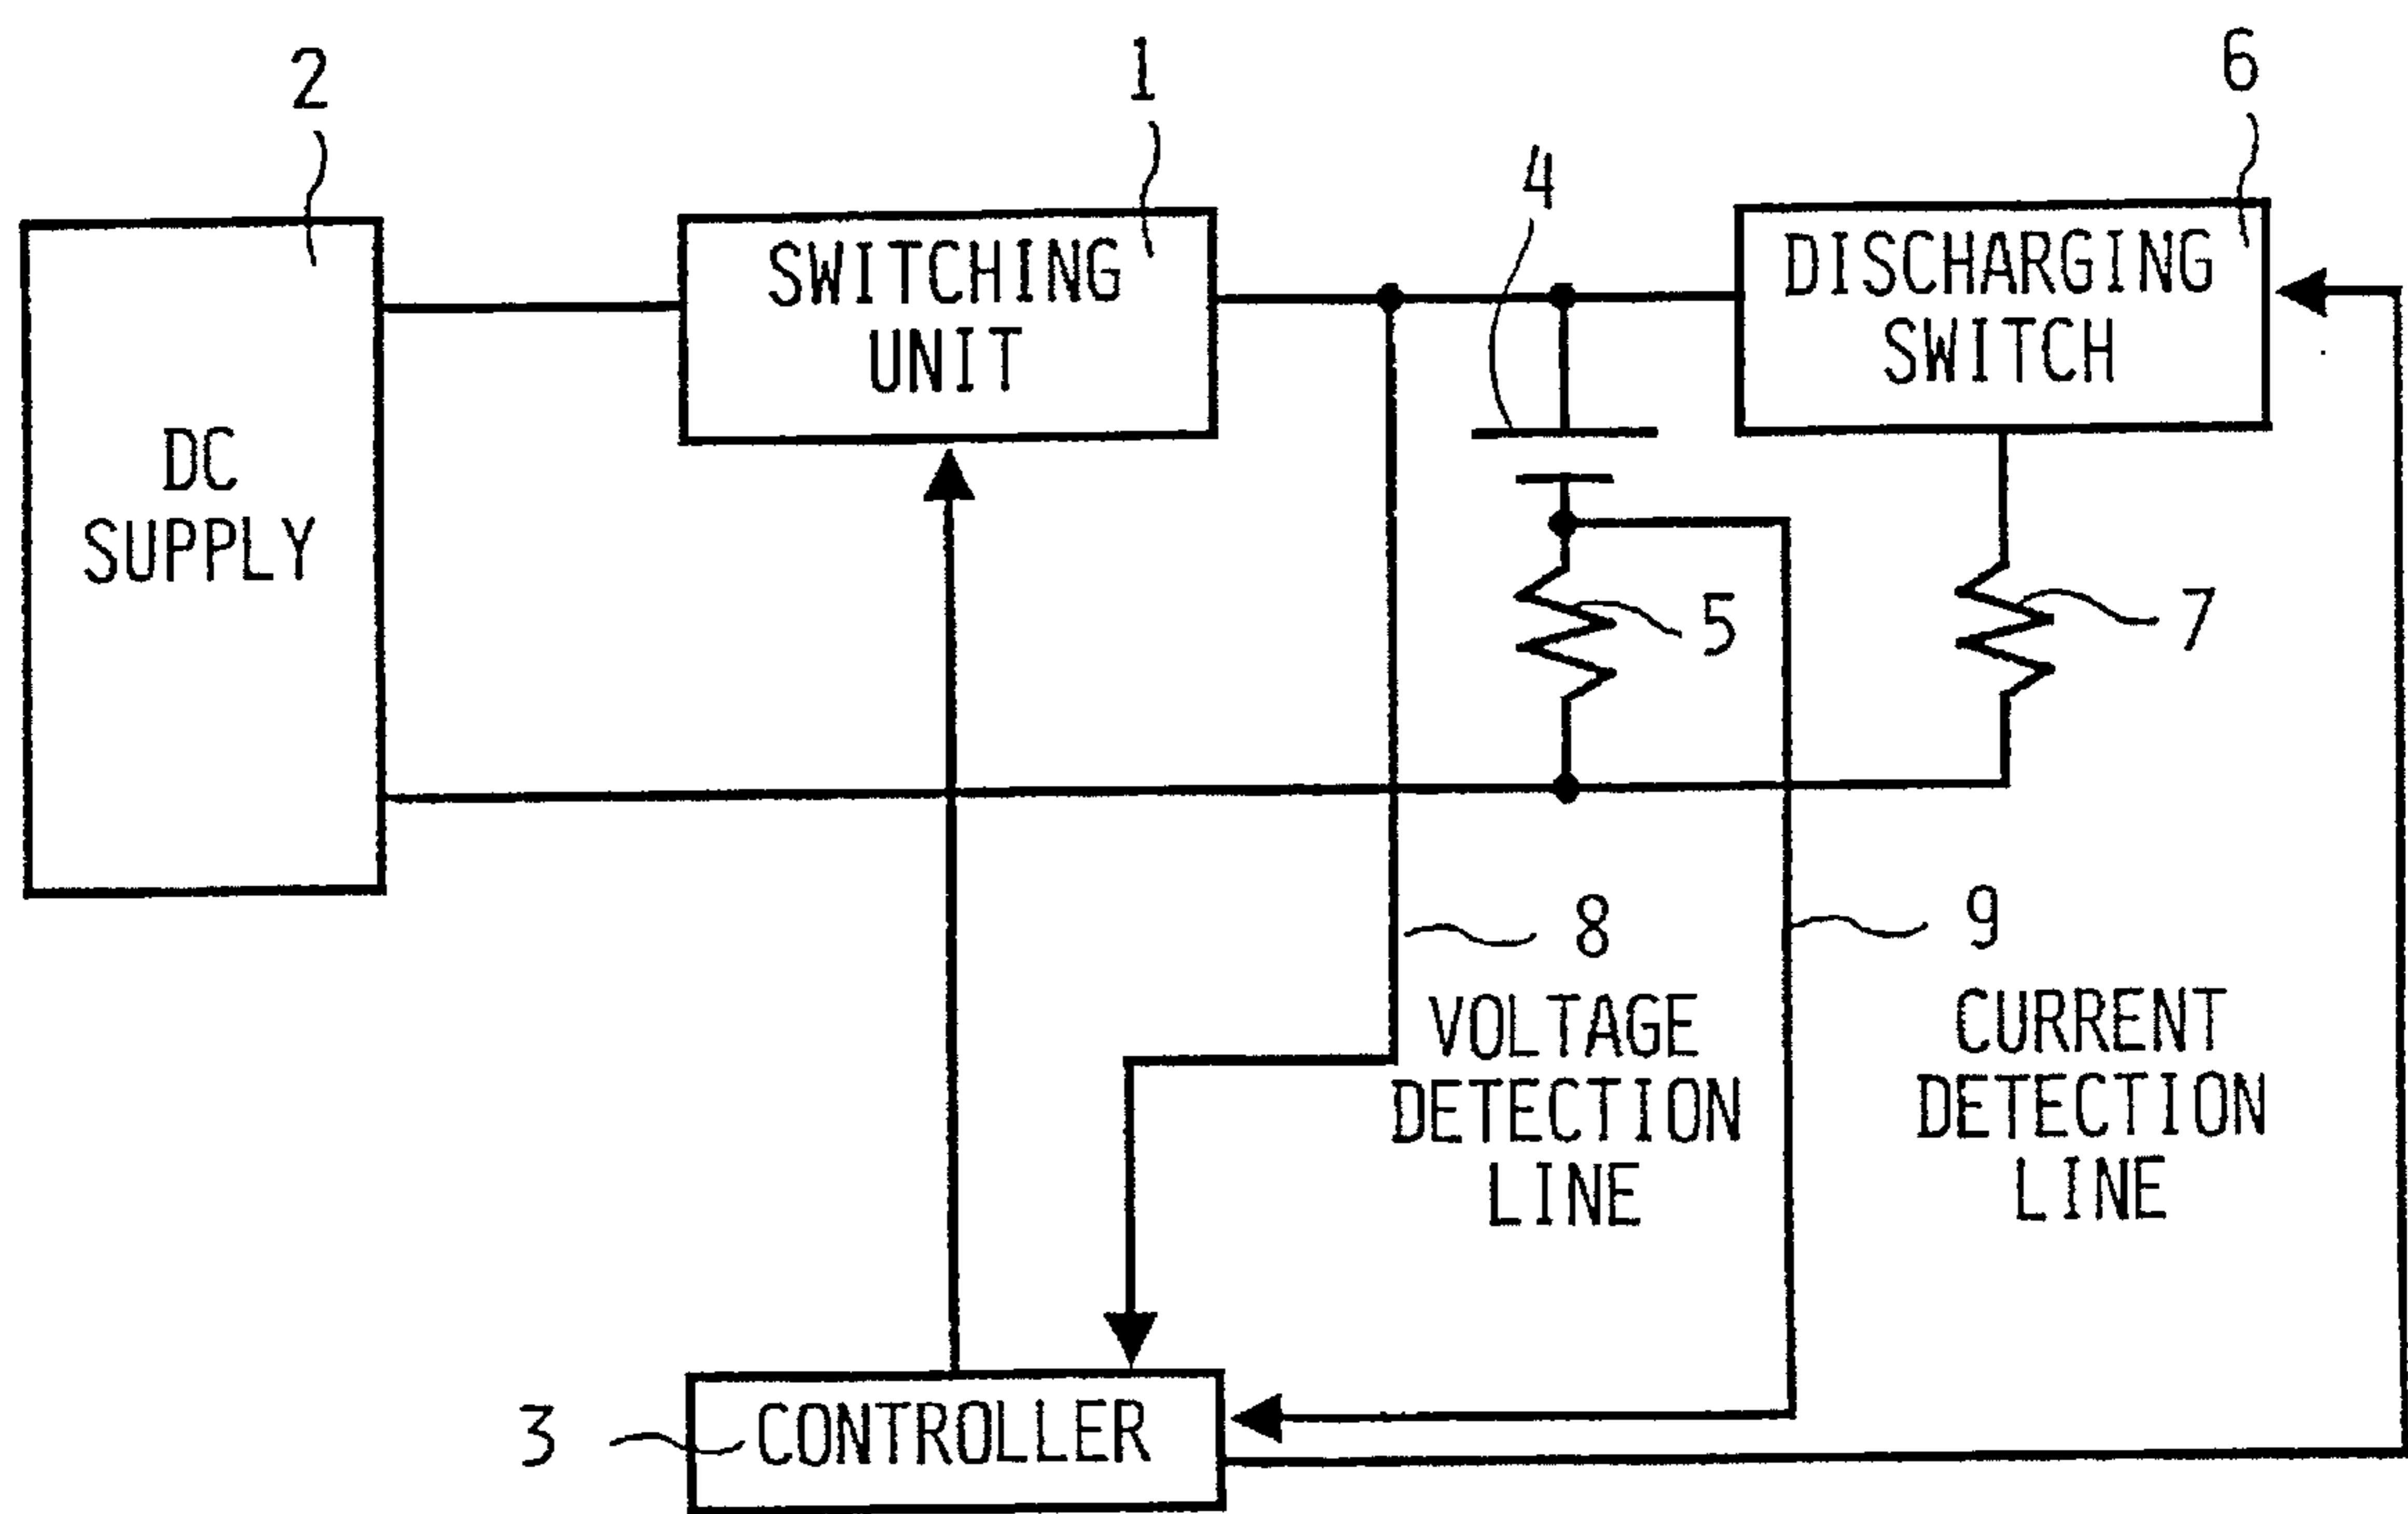 2
1
6
4
SWITCHING
UNIT
DISCHARGING
SWITCH
DC
SUPPLY
5
7
8
VOLTAGE
DETECTION
LINE
9
CURRENT
DETECTION
LINE
3
CONTROLLER